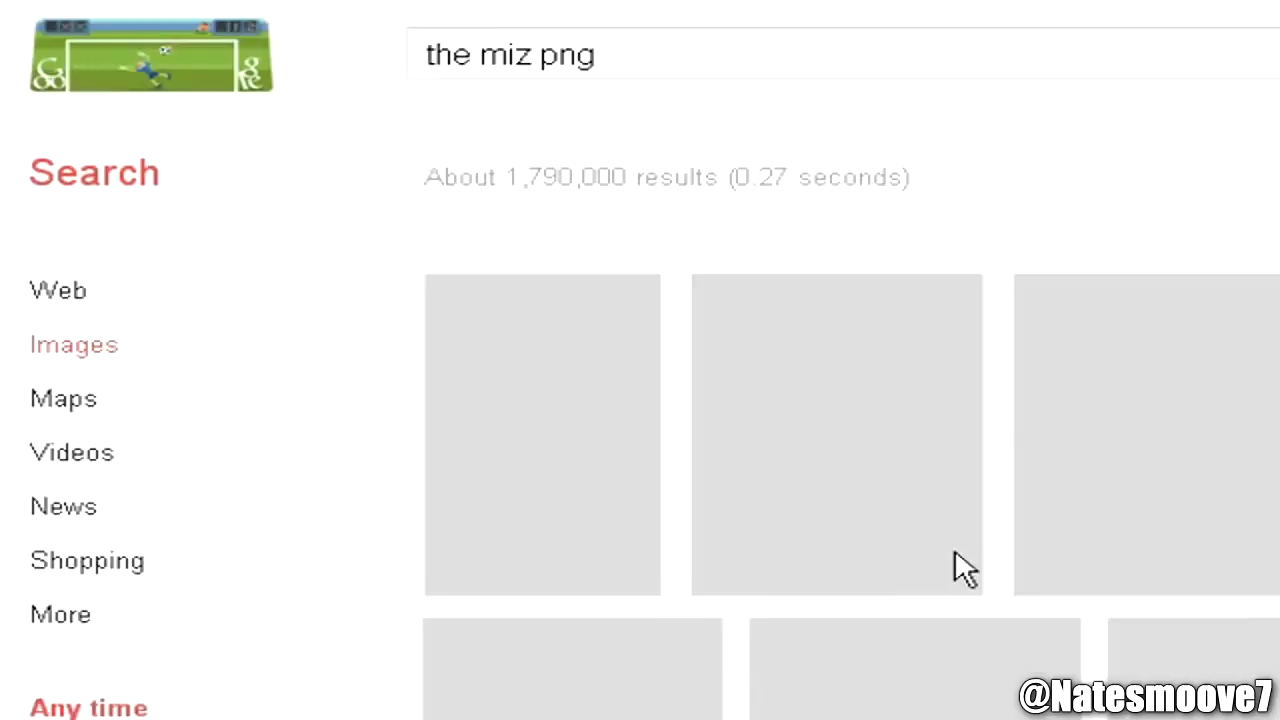 the miz png
Search
About 1,790,000 results (0.27 seconds)
Web
Images
Maps
Videos
News
Shopping
More
Any time
@Natesmoove7